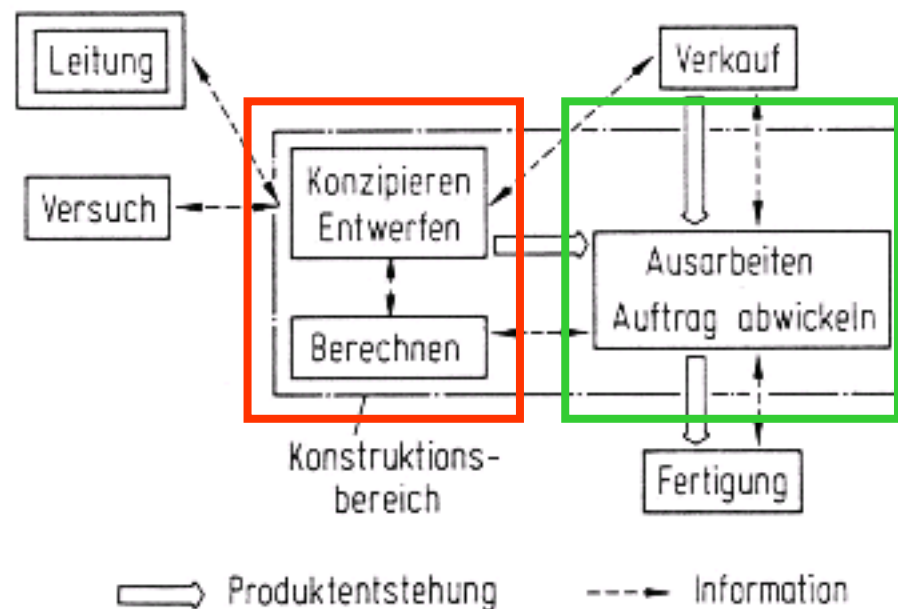 Leitung
Verkauf
Versuch
Konzipieren
Entwerfen
Ausarbeiten
Auftrag abwickeln
Berechnen
Konstruktions-
bereich
Fertigung
Produktentstehung
Information